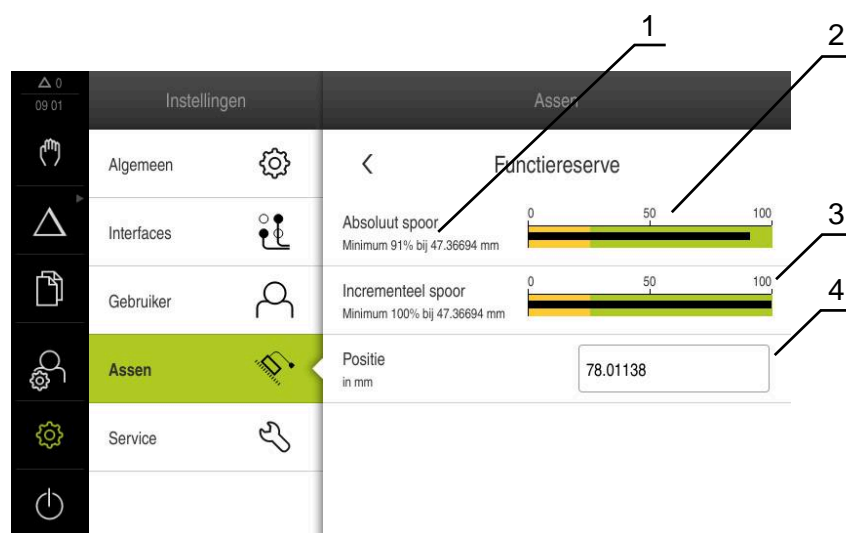 1
2
△ 0
09 01
Instellingen
Assen
Algemeen
Functiereserve
Interfaces
Absoluut spoor
Minimum 91% bij 47.36694 mm
0 50 100
3
Gebruiker
Incrementeel spoor
Minimum 100% bij 47.36694 mm
0 50 100
4
Assen
Positie
in mm
78.01138
Service